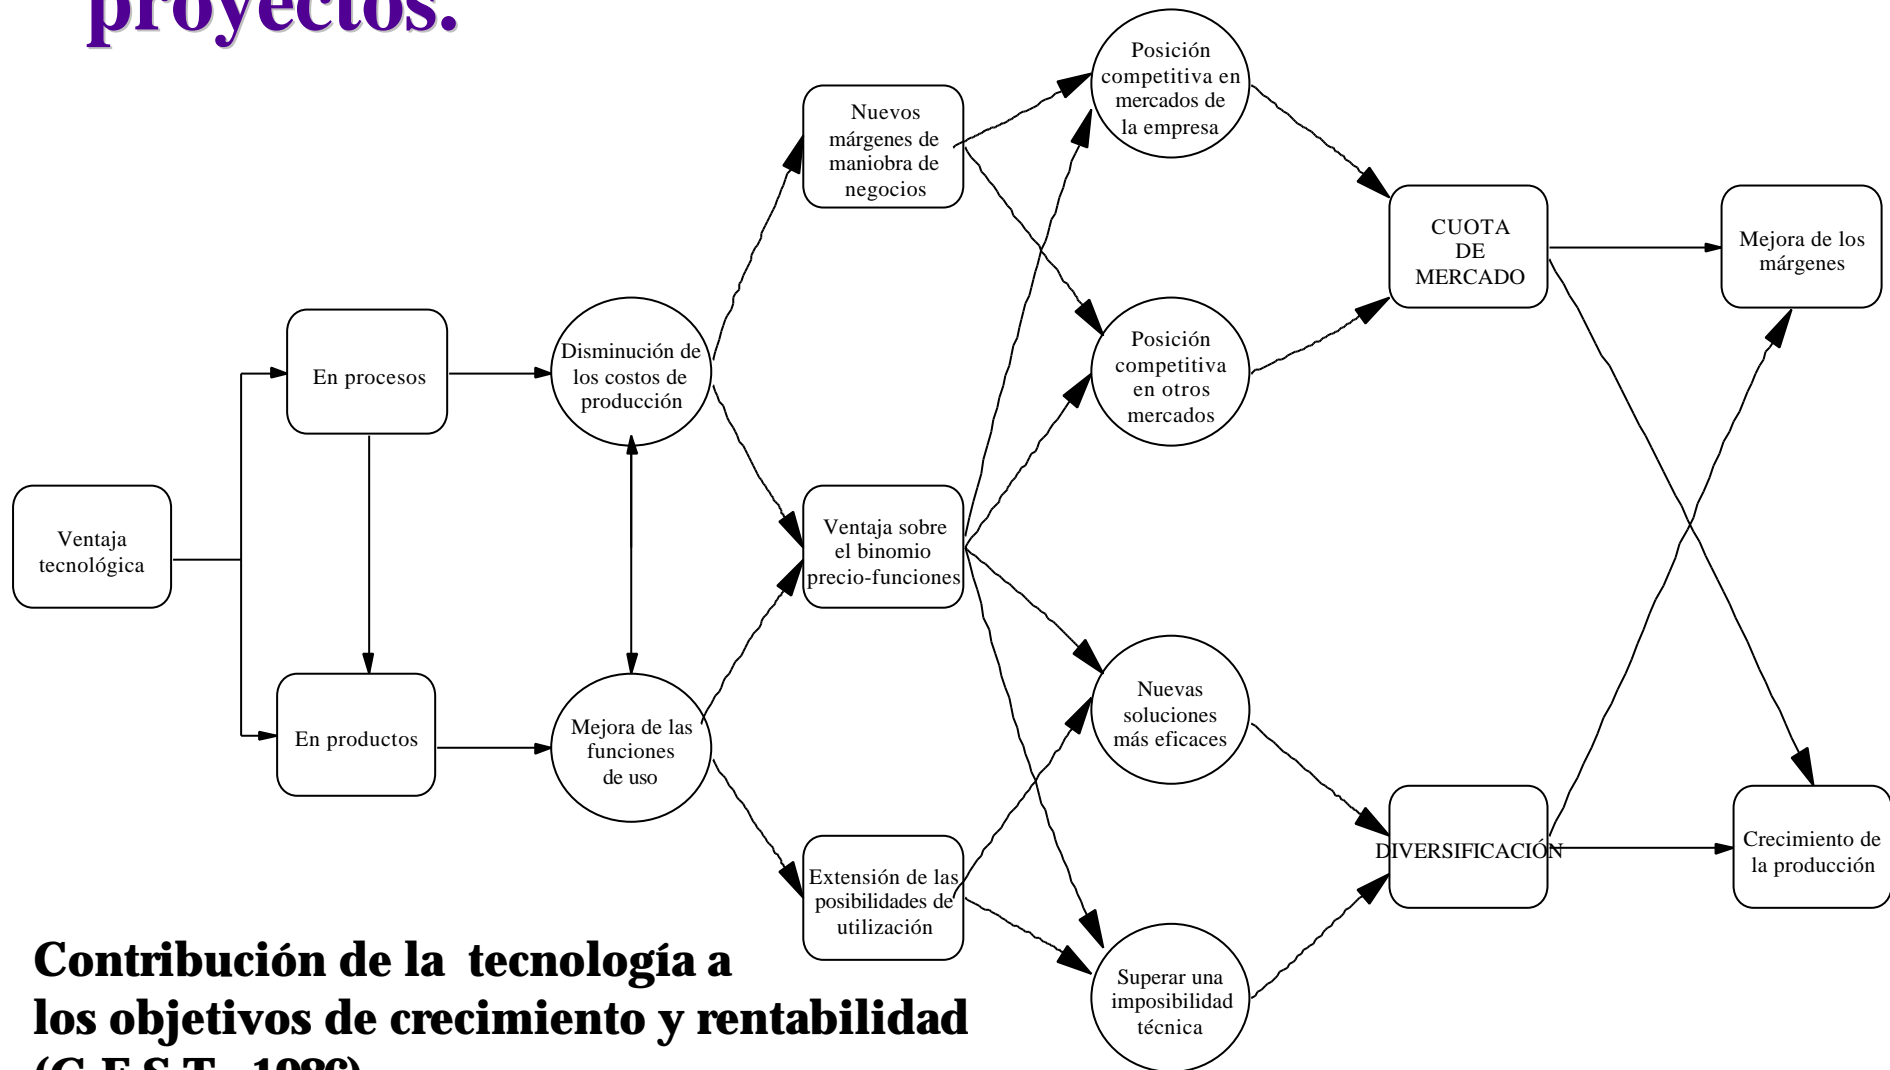 proyectos.
Posición
competitiva en
mercados de
la empresa
Nuevos
márgenes de
maniobra de
negocios
CUOTA
DE
MERCADO
Mejora de los
márgenes
Disminución de
los costos de
producción
En procesos
Posición
competitiva
en otros
mercados
Ventaja
tecnológica
Ventaja sobre
el binomio
precio-funciones
En productos
Mejora de las
funciones
de uso
Nuevas
soluciones
más eficaces
DIVERSIFICACIÓN
Crecimiento de
la producción
Extensión de las
posibilidades de
utilización
Superar una
imposibilidad
técnica
Contribución de la tecnología a
los objetivos de crecimiento y rentabilidad
(G.E.S.T., 1986)